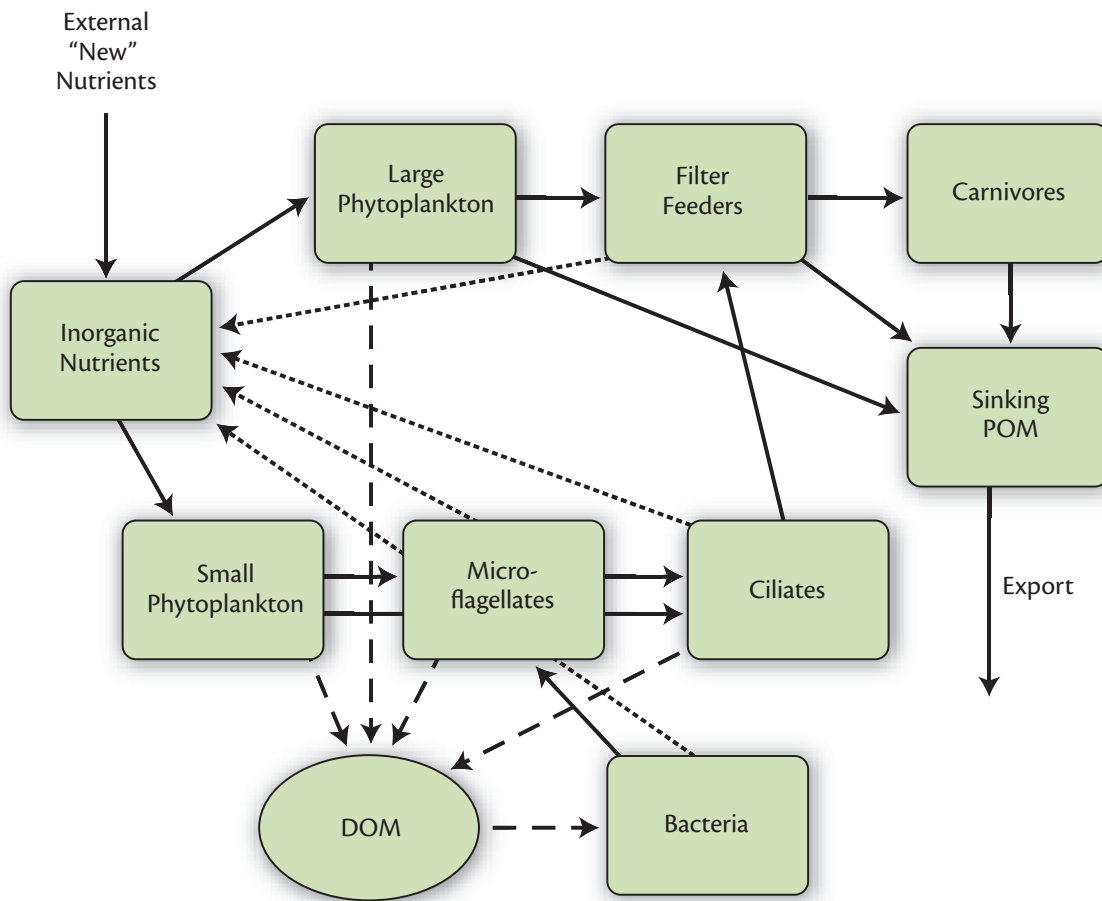 External
“New”
Nutrients
Large
Phytoplankton
Filter
Feeders
Carnivores
Inorganic
Nutrients
Sinking
POM
Small
Phytoplankton
Micro-
flagellates
Ciliates
Export
DOM
Bacteria